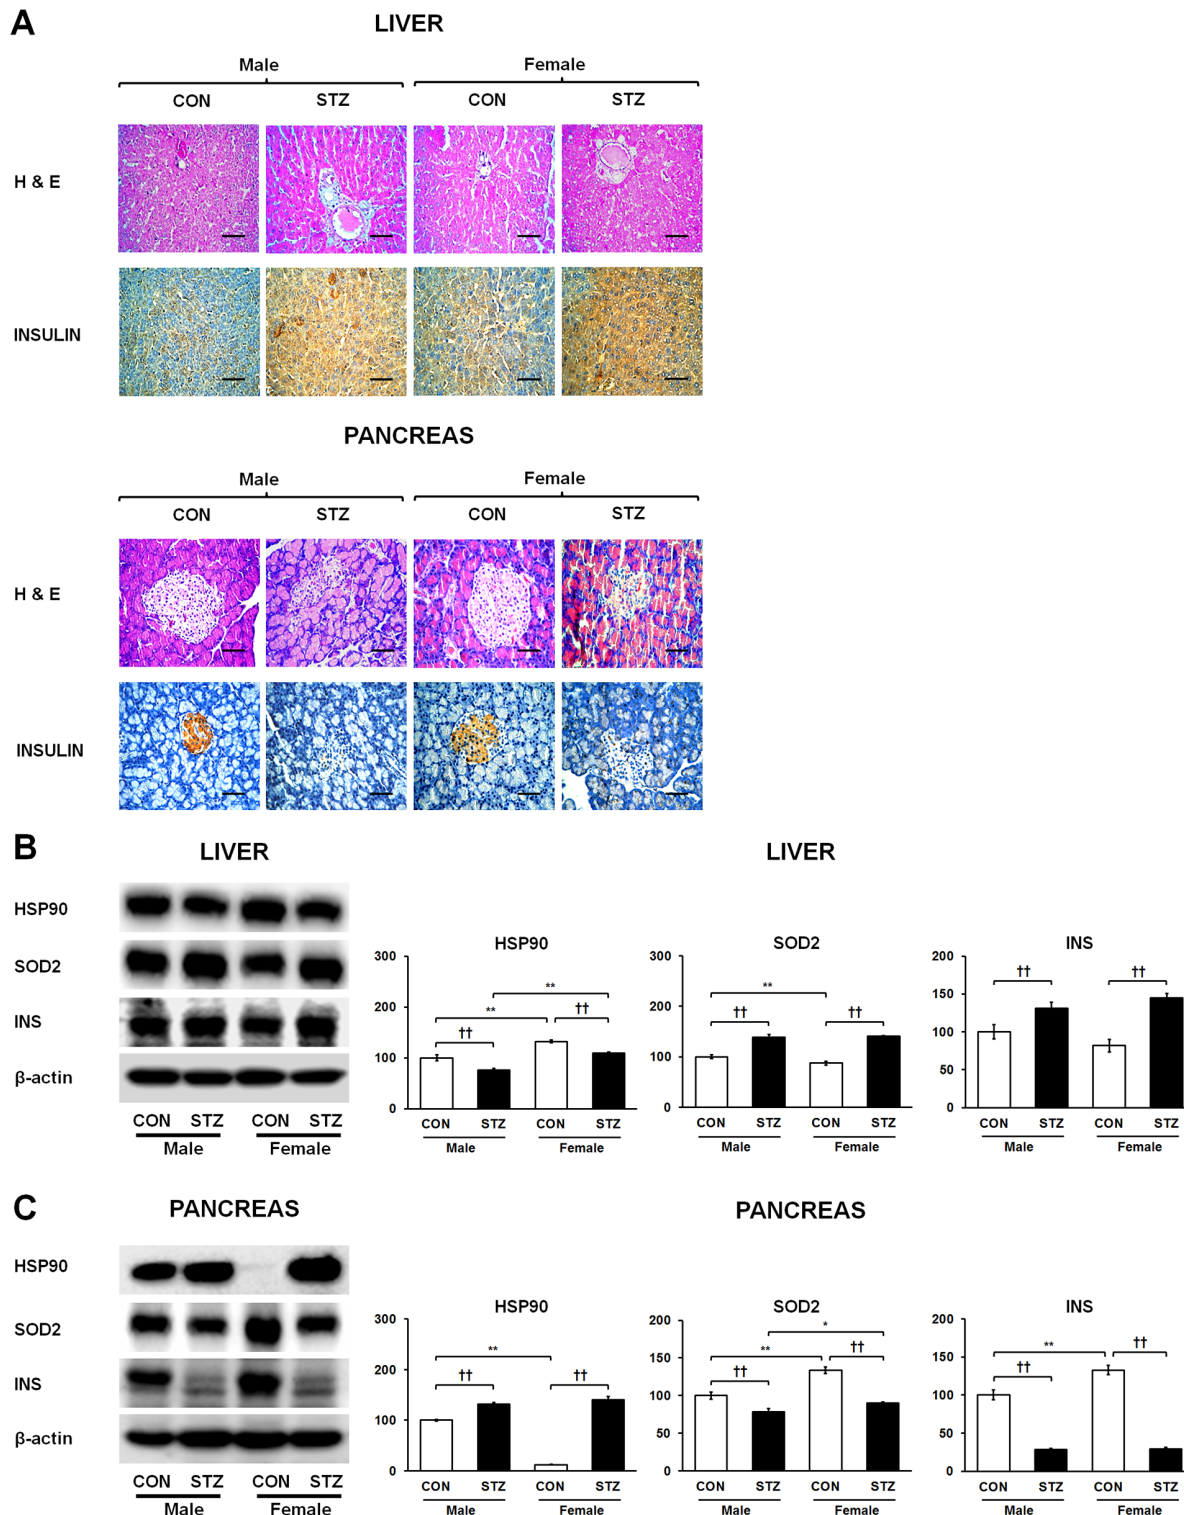 A
LIVER
Male Female
CON STZ CON STZ
H & E
INSULIN
PANCREAS
Male Female
CON STZ CON STZ
H & E
INSULIN
B
LIVER LIVER
HSP90
SOD2
INS
β-actin
CON STZ CON STZ
Male Female
HSP90
300
200
100
0
** **
†† ††
CON STZ CON STZ
Male Female
SOD2
300
200
100
0
**
†† ††
CON STZ CON STZ
Male Female
INS
200
150
100
50
0
†† ††
CON STZ CON STZ
Male Female
C
PANCREAS PANCREAS
HSP90
SOD2
INS
β-actin
CON STZ CON STZ
Male Female
HSP90
300
200
100
0
**
†† ††
CON STZ CON STZ
Male Female
SOD2
200
150
100
50
0
*
**
†† ††
CON STZ CON STZ
Male Female
INS
200
150
100
50
0
**
†† ††
CON STZ CON STZ
Male Female